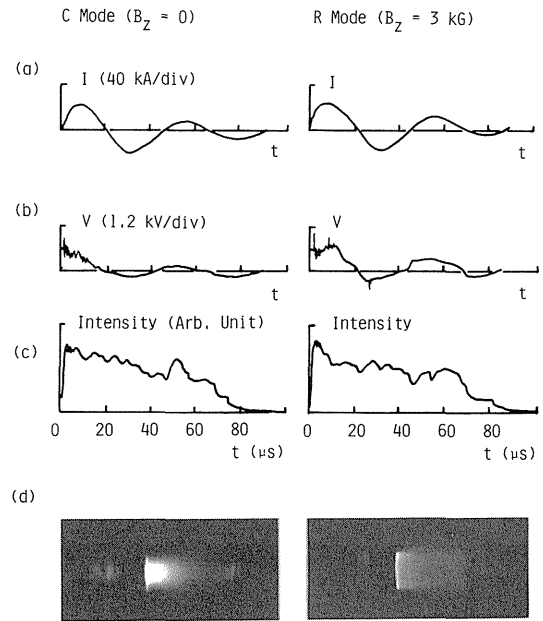 C Mode (B_Z = 0) R Mode (B_Z = 3 kG)
(a)
I (40 kA/div) I
t t
(b)
V (1.2 kV/div) V
t t
(c)
Intensity (Arb. Unit) Intensity
0 20 40 60 80 0 20 40 60 80
t (μs) t (μs)
(d)